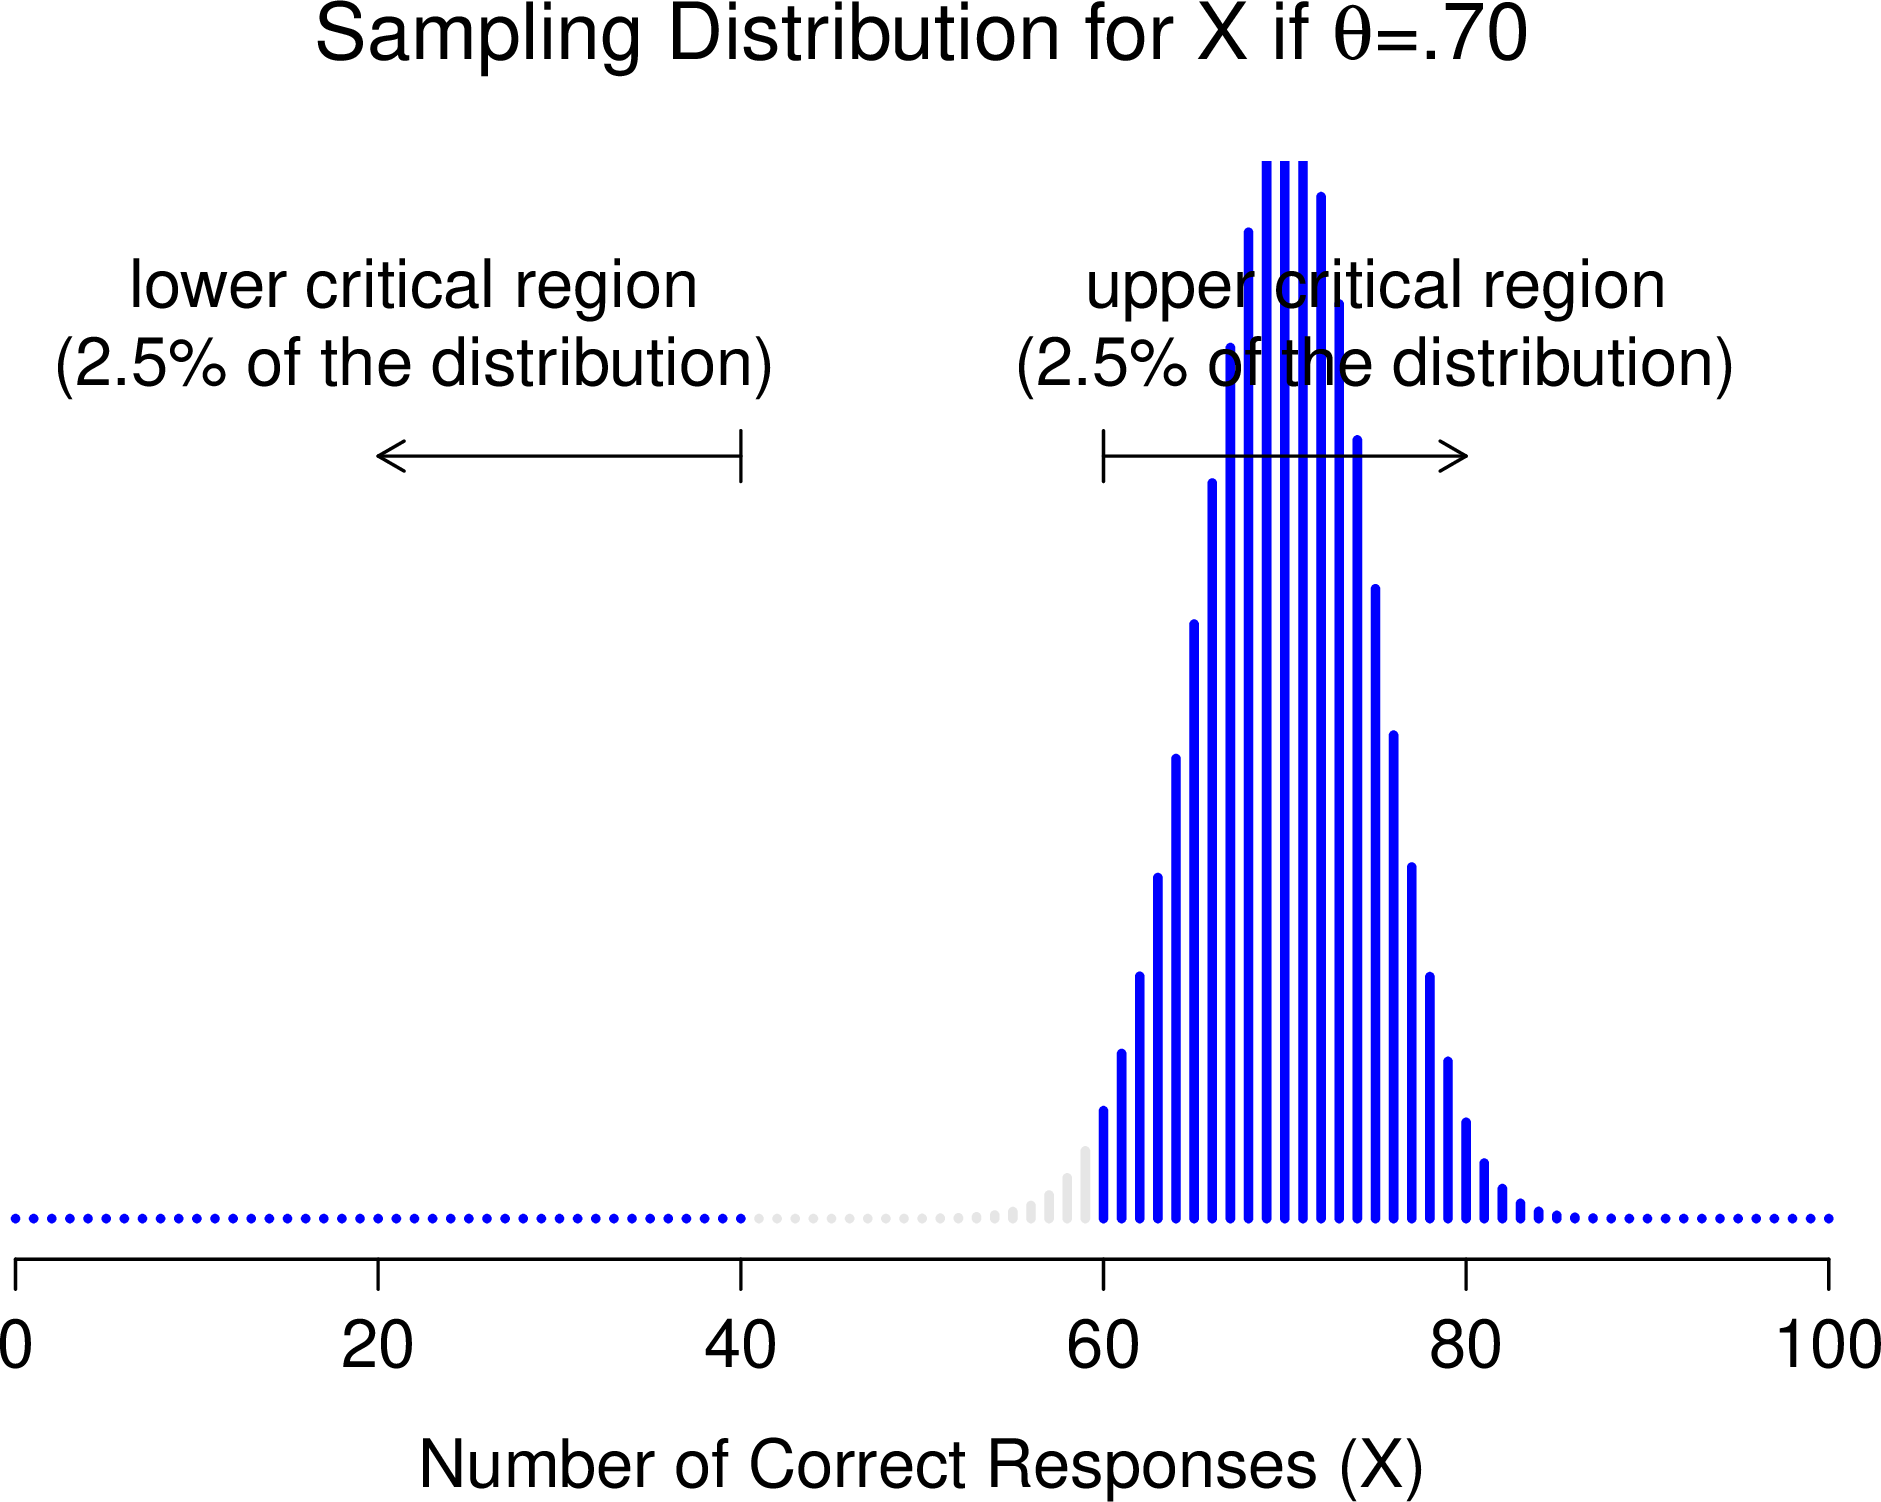 Sampling Distribution for X if θ=.70
lower critical region
(2.5% of the distribution)
upper critical region
(2.5% of the distribution)
0 20 40 60 80 100
Number of Correct Responses (X)